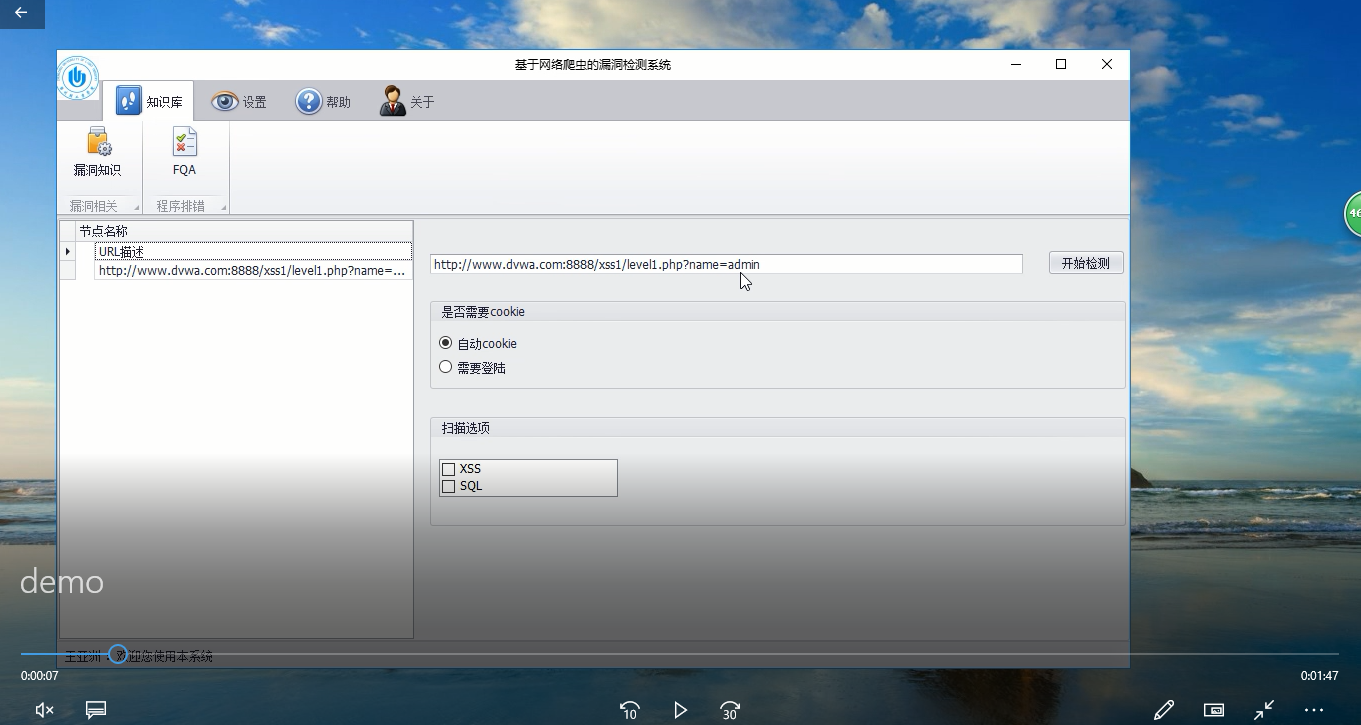 基于网络爬虫的漏洞检测系统
知识库 设置 帮助 关于
漏洞知识 FQA
漏洞相关 程序排错
节点名称
URL描述
http://www.dvwa.com:8888/xss1/level1.php?name=...
http://www.dvwa.com:8888/xss1/level1.php?name=admin 开始检测
是否需要cookie
自动cookie
需要登陆
扫描选项
XSS
SQL
46
demo
王亚洲 : 欢迎您使用本系统
0:00:07 0:01:47
10 30